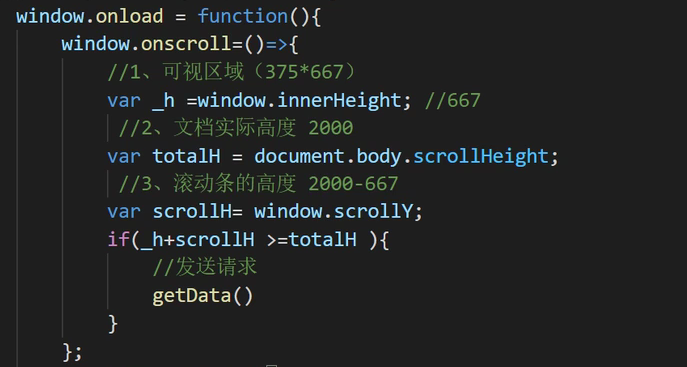 window.onload = function(){
window.onscroll=()=>{
//1、可视区域（375*667）
var _h =window.innerHeight; //667
//2、文档实际高度 2000
var totalH = document.body.scrollHeight;
//3、滚动条的高度 2000-667
var scrollH= window.scrollY;
if(_h+scrollH >=totalH ){
//发送请求
getData()
}
};